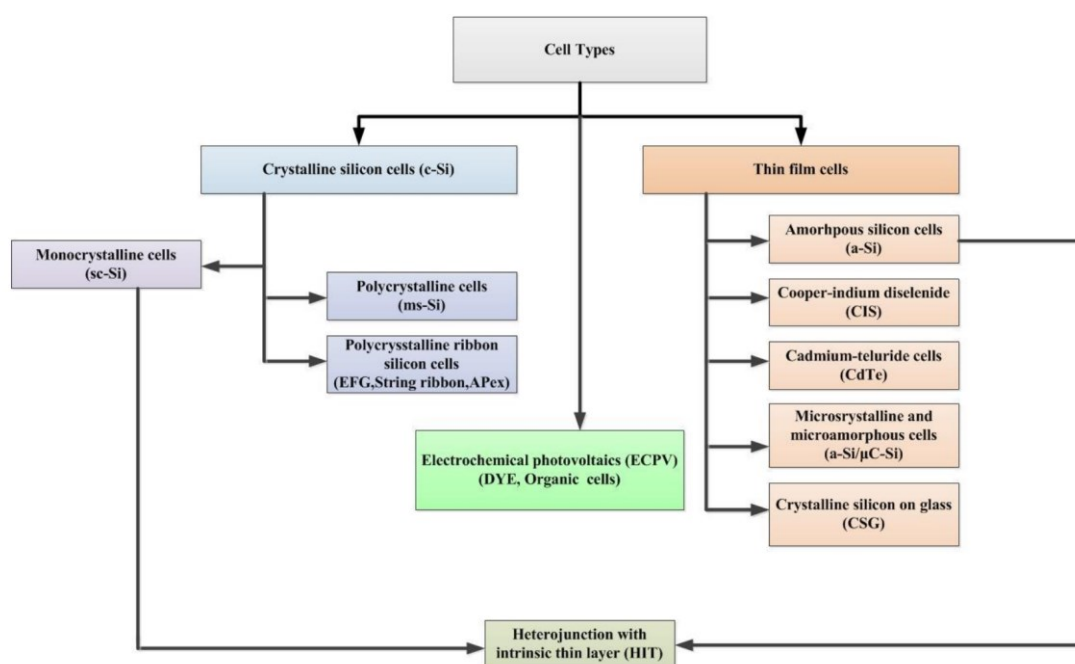 Cell Types
Crystalline silicon cells (c-Si)
Thin film cells
Monocrystalline cells
(sc-Si)
Polycrystalline cells
(ms-Si)
Polycrysstalline ribbon
silicon cells
(EFG,String ribbon,APex)
Electrochemical photovoltaics (ECPV)
(DYE, Organic cells)
Amorhpous silicon cells
(a-Si)
Cooper-indium diselenide
(CIS)
Cadmium-teluride cells
(CdTe)
Microsrystalline and
microamorphous cells
(a-Si/µC-Si)
Crystalline silicon on glass
(CSG)
Heterojunction with
intrinsic thin layer (HIT)